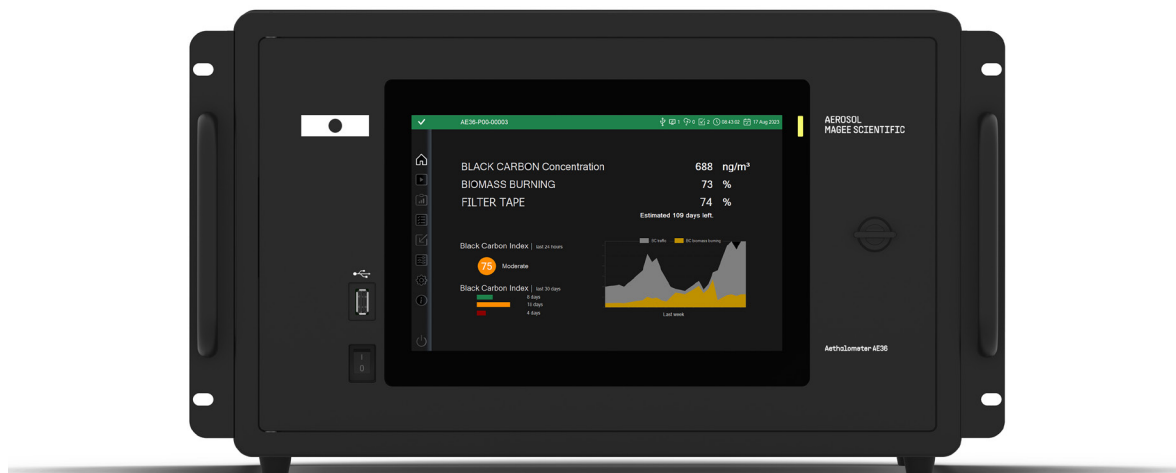 AE36-P00-00003
1
0
2
08:43:02
17 Aug 2023
AEROSOL
MAGEE SCIENTIFIC
BLACK CARBON Concentration 688 ng/m³
BIOMASS BURNING 73 %
FILTER TAPE 74 %
Estimated 109 days left.
Black Carbon Index | last 24 hours
75 Moderate
BC traffic BC biomass burning
Black Carbon Index | last 30 days
8 days
18 days
4 days
Last week
Aethalometer AE36
I
0